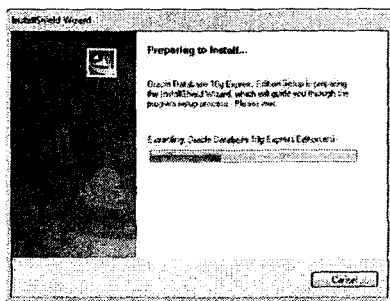 InstallShield Wizard
Preparing to Install...
Oracle Database 10g Express Edition Setup is preparing
the InstallShield Wizard, which will guide you through the
program setup process. Please wait.
Extracting: Oracle Database 10g Express Edition.msi
Cancel